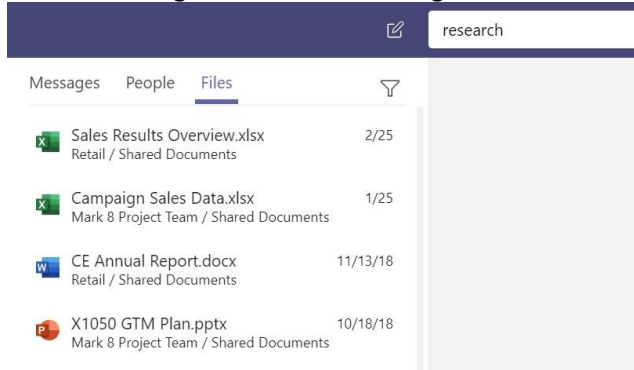 research
Messages People Files
Sales Results Overview.xlsx 2/25
Retail / Shared Documents
Campaign Sales Data.xlsx 1/25
Mark 8 Project Team / Shared Documents
CE Annual Report.docx 11/13/18
Retail / Shared Documents
X1050 GTM Plan.pptx 10/18/18
Mark 8 Project Team / Shared Documents